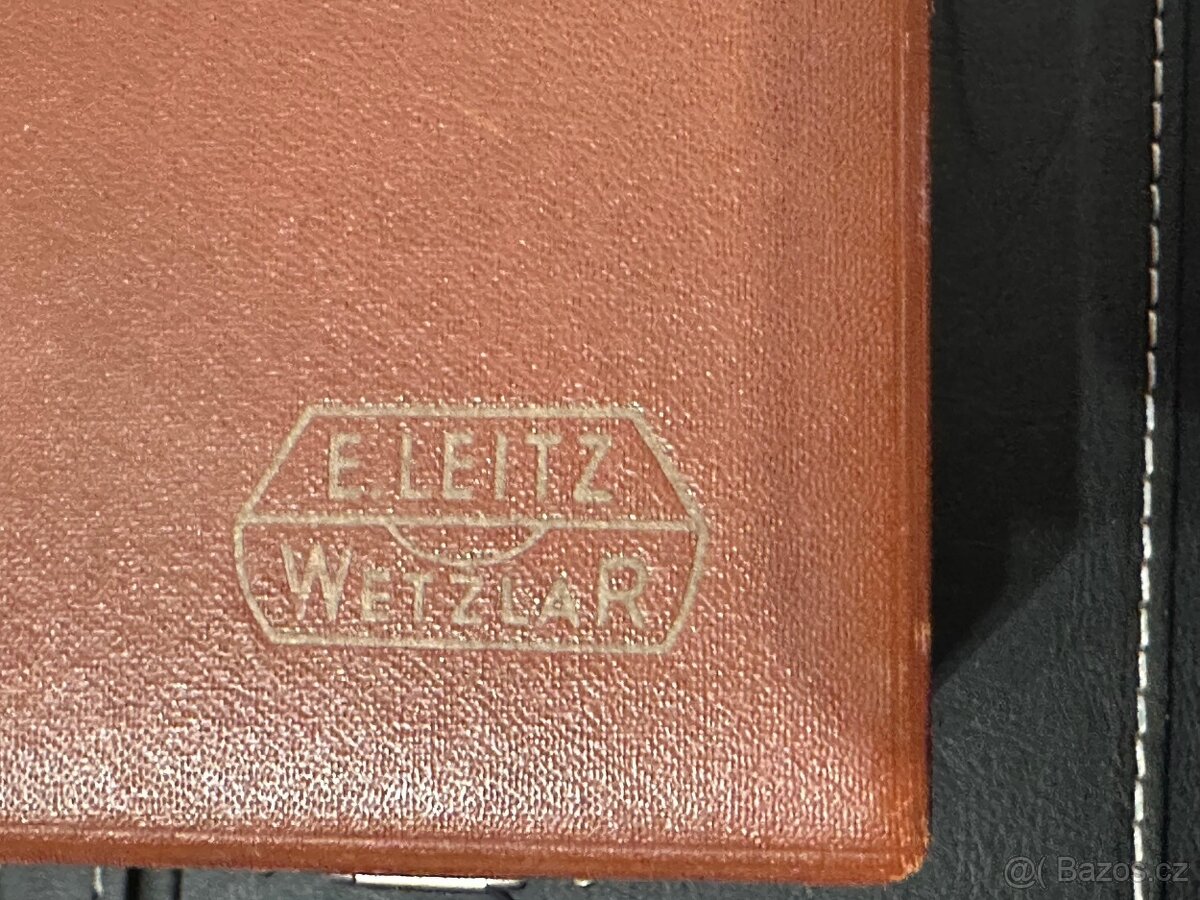 E. LEITZ
WETZLAR
@( Bazos.cz